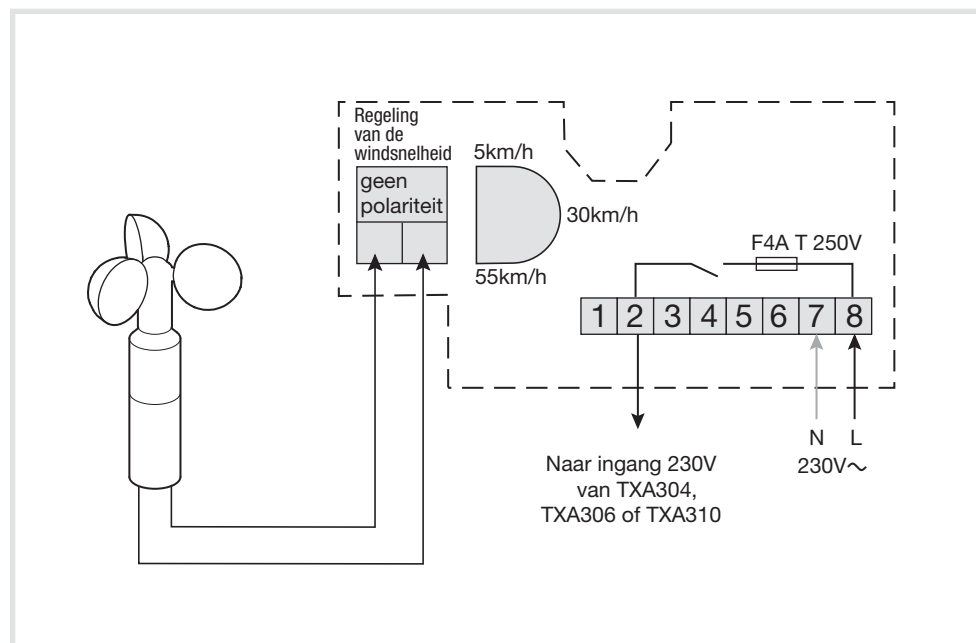 Regeling
van de
windsnelheid
geen
polariteit
5km/h
30km/h
55km/h
F4A T 250V
1 2 3 4 5 6 7 8
N L
230V~
Naar ingang 230V
van TXA304,
TXA306 of TXA310